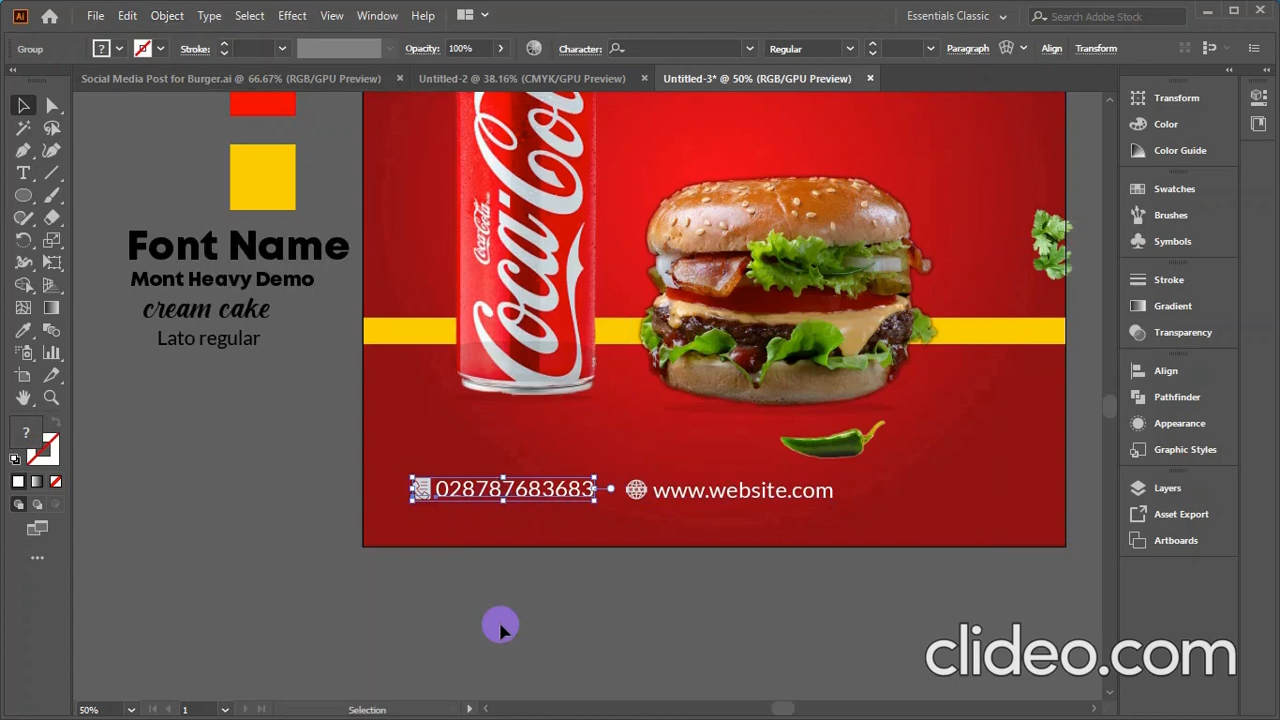 Ai File Edit Object Type Select Effect View Window Help Essentials Classic Search Adobe Stock
Group Stroke: Opacity: 100% Character: Regular Paragraph Align Transform
Social Media Post for Burger.ai @ 66.67% (RGB/GPU Preview) × Untitled-2 @ 38.16% (CMYK/GPU Preview) × Untitled-3* @ 50% (RGB/GPU Preview) ×
Transform
Color
Color Guide
Swatches
Brushes
Symbols
Stroke
Gradient
Transparency
Align
Pathfinder
Appearance
Graphic Styles
Layers
Asset Export
Artboards
Font Name
Mont Heavy Demo
cream cake
Lato regular
Coca-Cola
Coca-Cola
?
028787683683 www.website.com
clideo.com
50% 1 Selection